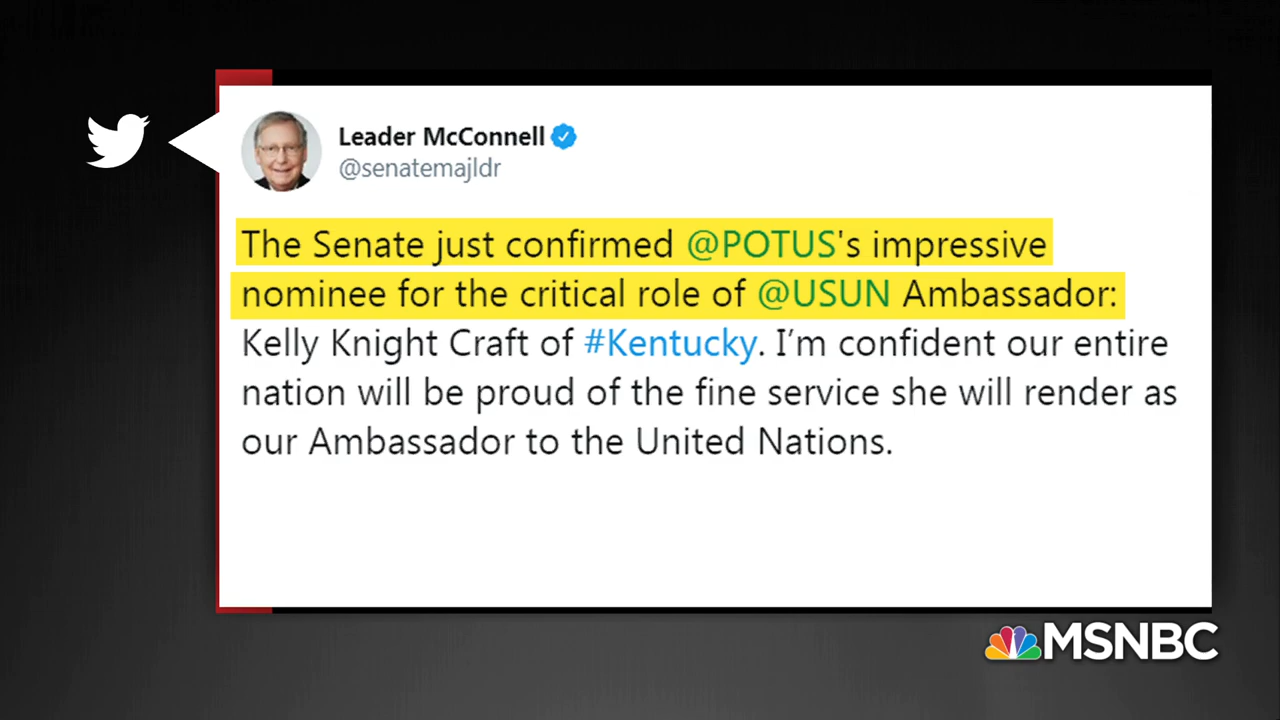 Leader McConnell
@senatemajldr
The Senate just confirmed @POTUS's impressive
nominee for the critical role of @USUN Ambassador:
Kelly Knight Craft of #Kentucky. I’m confident our entire
nation will be proud of the fine service she will render as
our Ambassador to the United Nations.
MSNBC